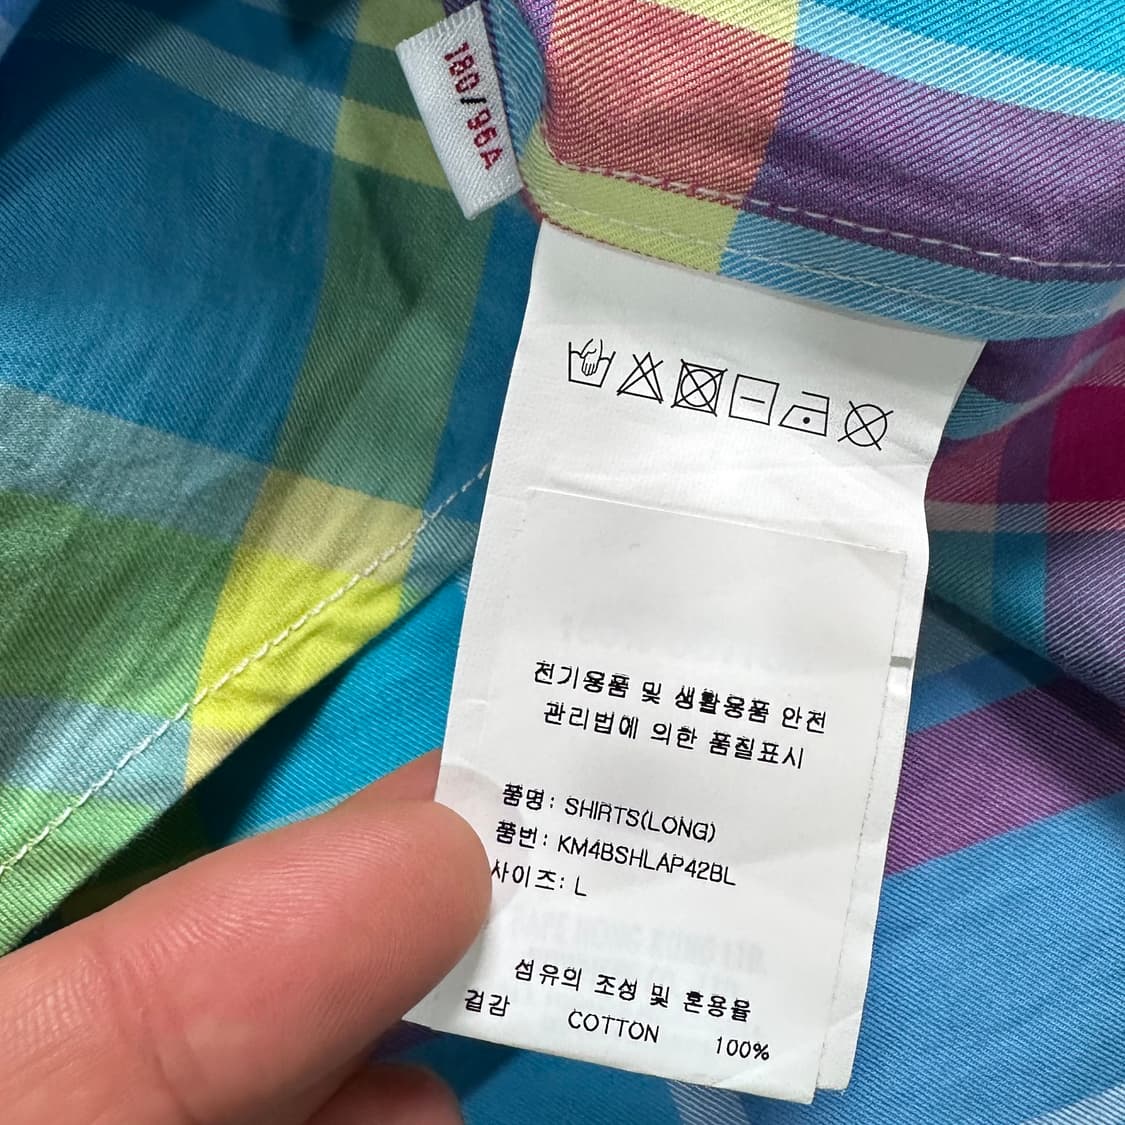 180/96A
전기용품 및 생활용품 안전
관리법에 의한 품질표시
품명: SHIRTS(LONG)
품번: KM4BSHLAP42BL
사이즈: L
섬유의 조성 및 혼용율
겉감 COTTON 100%